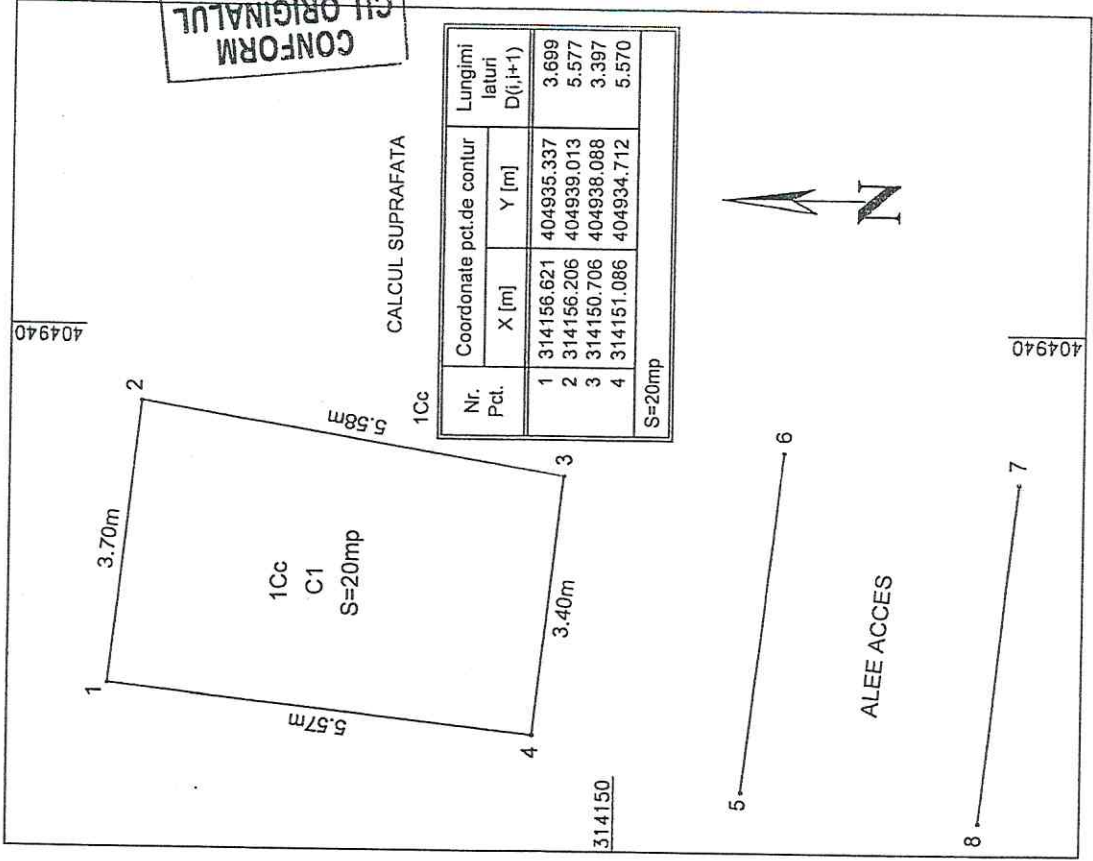 CONFORM
CU ORIGINALUL
404940
1
3.70m
2
1Cc
C1
S=20mp
5.57m
5.58m
4
3.40m
3
CALCUL SUPRAFATA
1Cc
Nr. Pct. Coordonate pct.de contur Lungimi laturi D(i,i+1)
X [m] Y [m]
1 314156.621 404935.337 3.699
2 314156.206 404939.013 5.577
3 314150.706 404938.088 3.397
4 314151.086 404934.712 5.570
S=20mp
314150
5
6
ALEE ACCES
8
7
N
404940